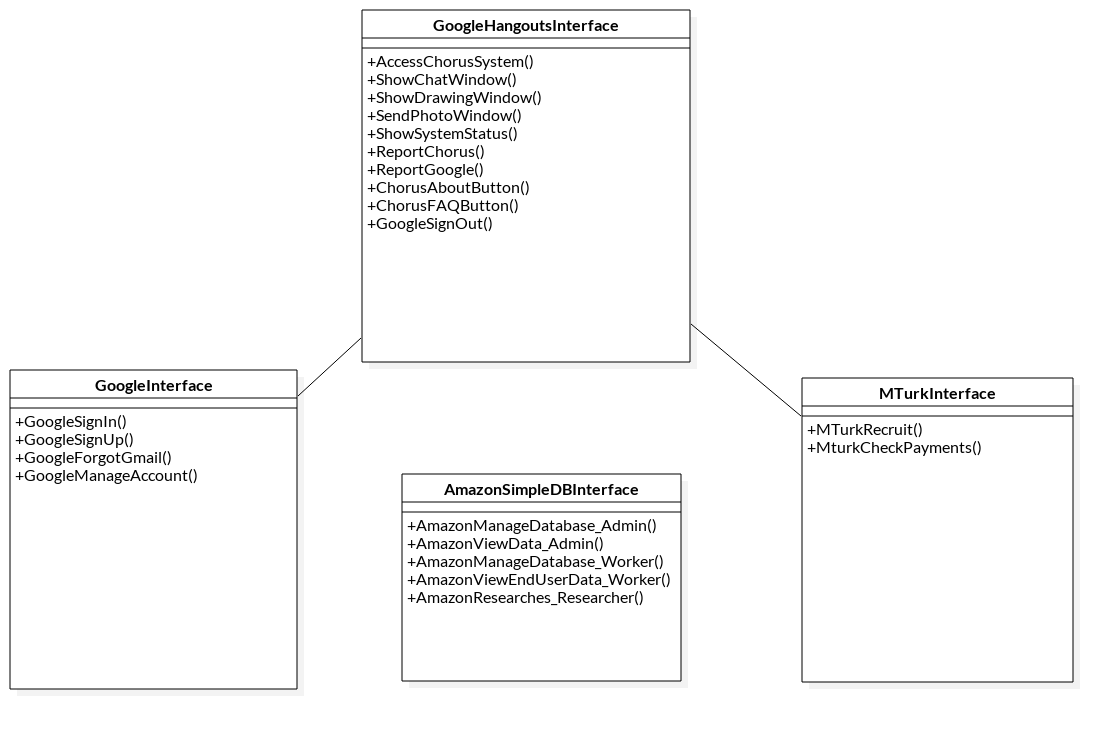 GoogleHangoutsInterface
+AccessChorusSystem()
+ShowChatWindow()
+ShowDrawingWindow()
+SendPhotoWindow()
+ShowSystemStatus()
+ReportChorus()
+ReportGoogle()
+ChorusAboutButton()
+ChorusFAQButton()
+GoogleSignOut()
GoogleInterface
+GoogleSignIn()
+GoogleSignUp()
+GoogleForgotGmail()
+GoogleManageAccount()
AmazonSimpleDBInterface
+AmazonManageDatabase_Admin()
+AmazonViewData_Admin()
+AmazonManageDatabase_Worker()
+AmazonViewEndUserData_Worker()
+AmazonResearches_Researcher()
MTurkInterface
+MTurkRecruit()
+MturkCheckPayments()